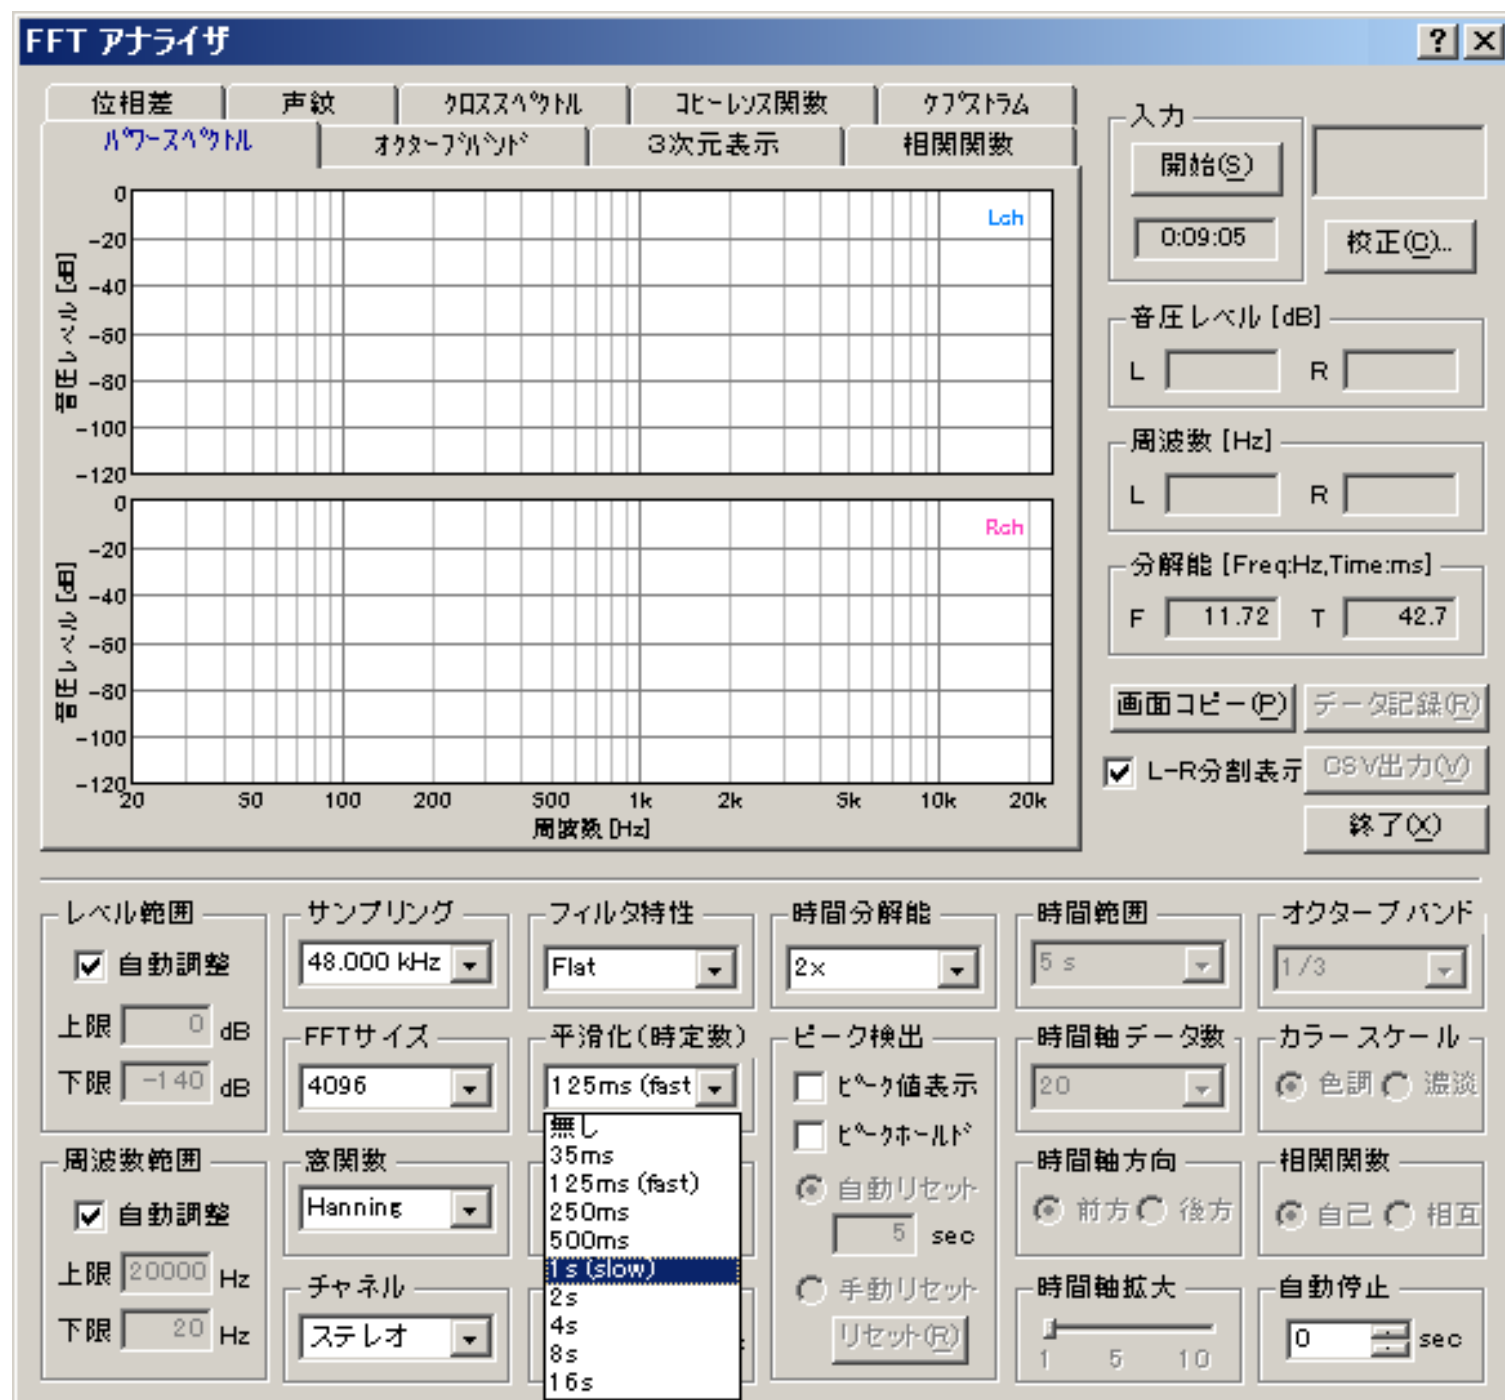 FFT アナライザ
位相差 声紋 クロススペクトル コヒーレンス関数 ケプストラム
パワースペクトル オクターブバンド 3次元表示 相関関数
入力
開始(S)
0:09:05
校正(C)...
音圧レベル [dB]
L R
周波数 [Hz]
L R
分解能 [Freq:Hz,Time:ms]
F 11.72 T 42.7
画面コピー(P) データ記録(R)
L-R分割表示 CSV出力(V)
終了(X)
音圧レベル [dB]
0
-20
-40
-60
-80
-100
-120
Lch
音圧レベル [dB]
0
-20
-40
-60
-80
-100
-120
Rch
20 50 100 200 500 1k 2k 5k 10k 20k
周波数 [Hz]
レベル範囲
自動調整
上限 0 dB
下限 -140 dB
周波数範囲
自動調整
上限 20000 Hz
下限 20 Hz
サンプリング
48.000 kHz
FFTサイズ
4096
窓関数
Hanning
チャネル
ステレオ
フィルタ特性
Flat
平滑化(時定数)
125ms (fast
無し
35ms
125ms (fast)
250ms
500ms
1s (slow)
2s
4s
8s
16s
時間分解能
2x
ピーク検出
ピーク値表示
ピークホールド
自動リセット
5 sec
手動リセット
リセット(R)
時間範囲
5 s
時間軸データ数
20
時間軸方向
前方 後方
時間軸拡大
1 5 10
オクターブ バンド
1/3
カラー スケール
色調 濃淡
相関関数
自己 相互
自動停止
0 sec